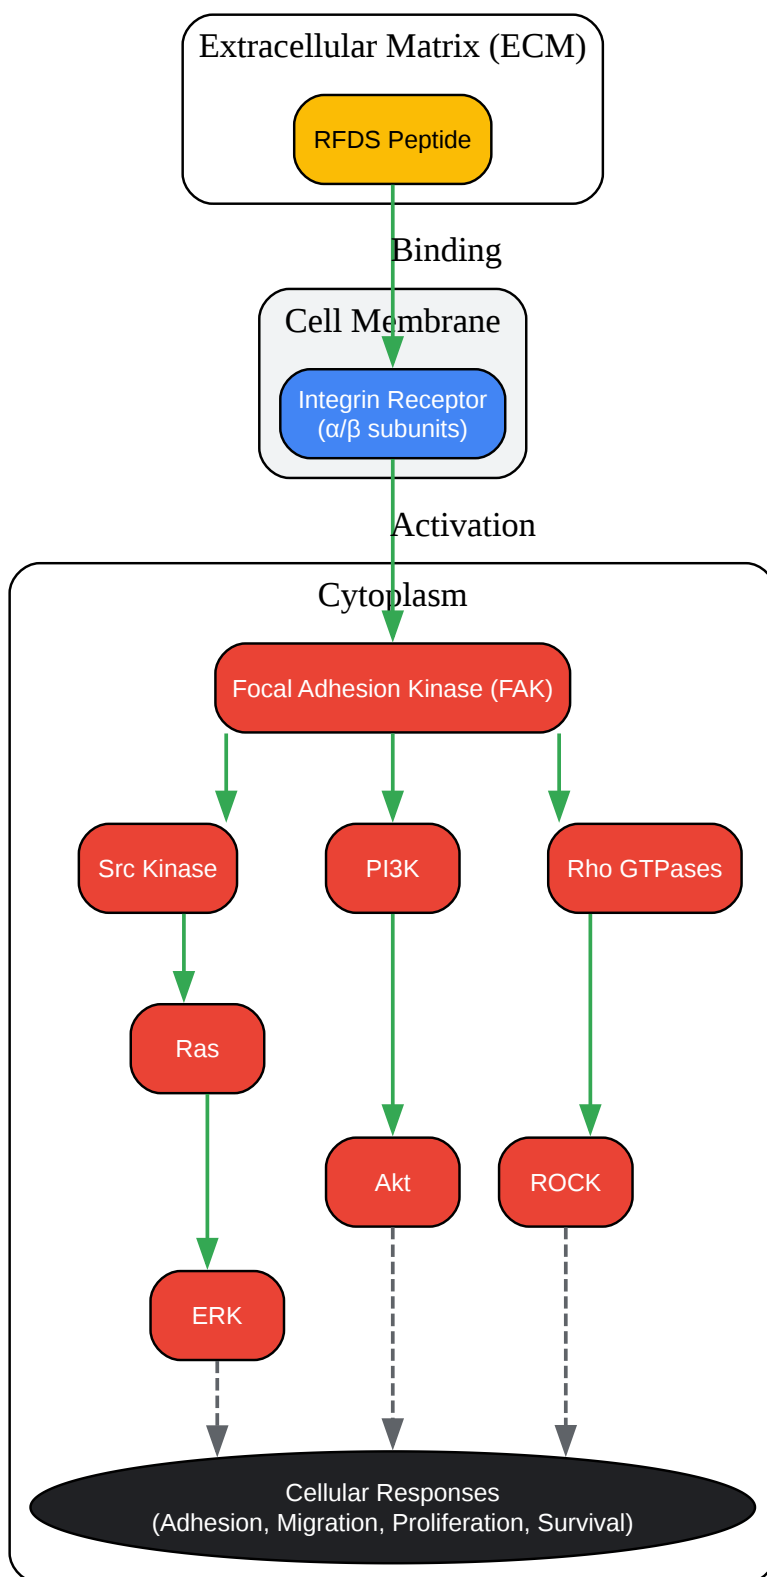 Extracellular Matrix (ECM)
RFDS Peptide
Binding
Cell Membrane
Integrin Receptor
(α/β subunits)
Activation
Cytoplasm
Focal Adhesion Kinase (FAK)
Src Kinase
PI3K
Rho GTPases
Ras
Akt
ROCK
ERK
Cellular Responses
(Adhesion, Migration, Proliferation, Survival)